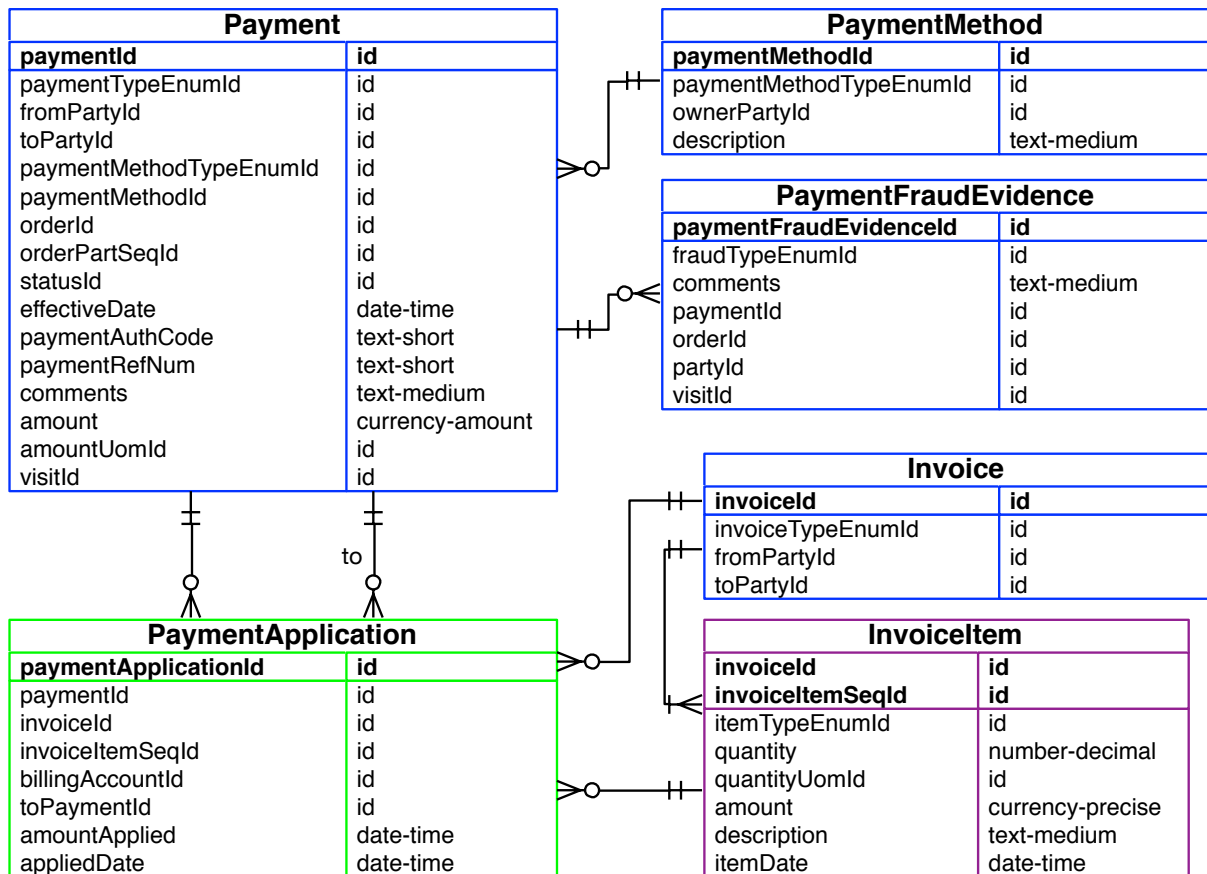 Payment
paymentId id
paymentTypeEnumId id
fromPartyId id
toPartyId id
paymentMethodTypeEnumId id
paymentMethodId id
orderId id
orderPartSeqId id
statusId id
effectiveDate date-time
paymentAuthCode text-short
paymentRefNum text-short
comments text-medium
amount currency-amount
amountUomId id
visitId id
PaymentMethod
paymentMethodId id
paymentMethodTypeEnumId id
ownerPartyId id
description text-medium
PaymentFraudEvidence
paymentFraudEvidenceId id
fraudTypeEnumId id
comments text-medium
paymentId id
orderId id
partyId id
visitId id
to
Invoice
invoiceId id
invoiceTypeEnumId id
fromPartyId id
toPartyId id
PaymentApplication
paymentApplicationId id
paymentId id
invoiceId id
invoiceItemSeqId id
billingAccountId id
toPaymentId id
amountApplied date-time
appliedDate date-time
InvoiceItem
invoiceId id
invoiceItemSeqId id
itemTypeEnumId id
quantity number-decimal
quantityUomId id
amount currency-precise
description text-medium
itemDate date-time